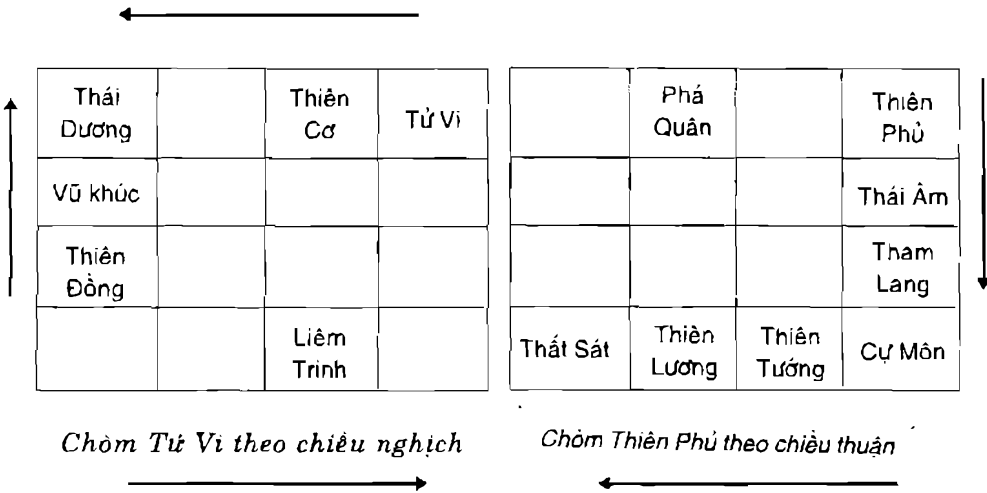 Thái
Dương
Thiên
Cơ
Tử Vi
Vũ khúc
Thiên
Đồng
Liêm
Trinh
Chòm Tử Vi theo chiều nghịch
Phá
Quân
Thiên
Phủ
Thái Âm
Tham
Lang
Thất Sát
Thiên
Lương
Thiên
Tướng
Cự Môn
Chòm Thiên Phủ theo chiều thuận